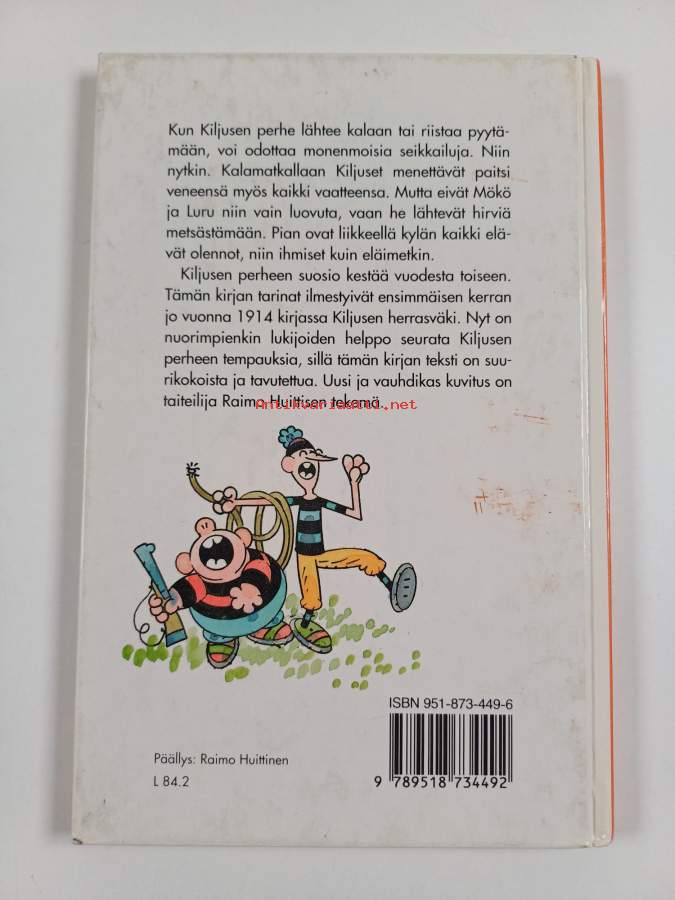 Kun Kiljusen perhe lähtee kalaan tai riistaa pyytä-
mään, voi odottaa monenmoisia seikkailuja. Niin
nytkin. Kalamatkallaan Kiljuset menettävät paitsi
veneensä myös kaikki vaatteensa. Mutta eivät Mökö
ja Luru niin vain luovuta, vaan he lähtevät hirviä
metsästämään. Pian ovat liikkeellä kylän kaikki elä-
vät olennot, niin ihmiset kuin eläimetkin.
Kiljusen perheen suosio kestää vuodesta toiseen.
Tämän kirjan tarinat ilmestyivät ensimmäisen kerran
jo vuonna 1914 kirjassa Kiljusen herrasväki. Nyt on
nuorimpienkin lukijoiden helppo seurata Kiljusen
perheen tempauksia, sillä tämän kirjan teksti on suu-
rikokoista ja tavutettua. Uusi ja vauhdikas kuvitus on
taiteilija Raimo Huittisen tekemä.
Antikvariaatti.net
ISBN 951-873-449-6
9 789518 734492
Päällys: Raimo Huittinen
L 84.2